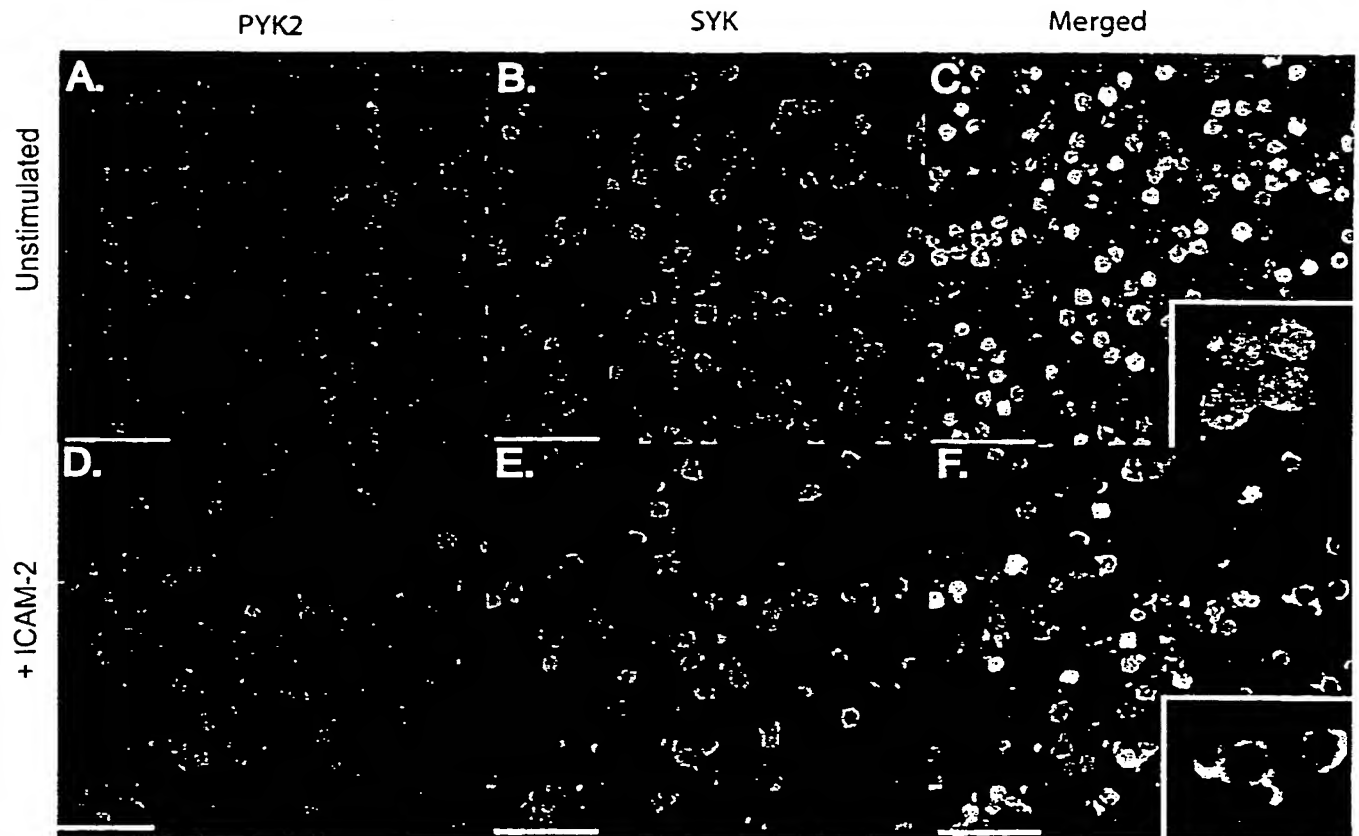 PYK2 SYK Merged
Unstimulated
A. B. C.
+ ICAM-2
D. E. F.